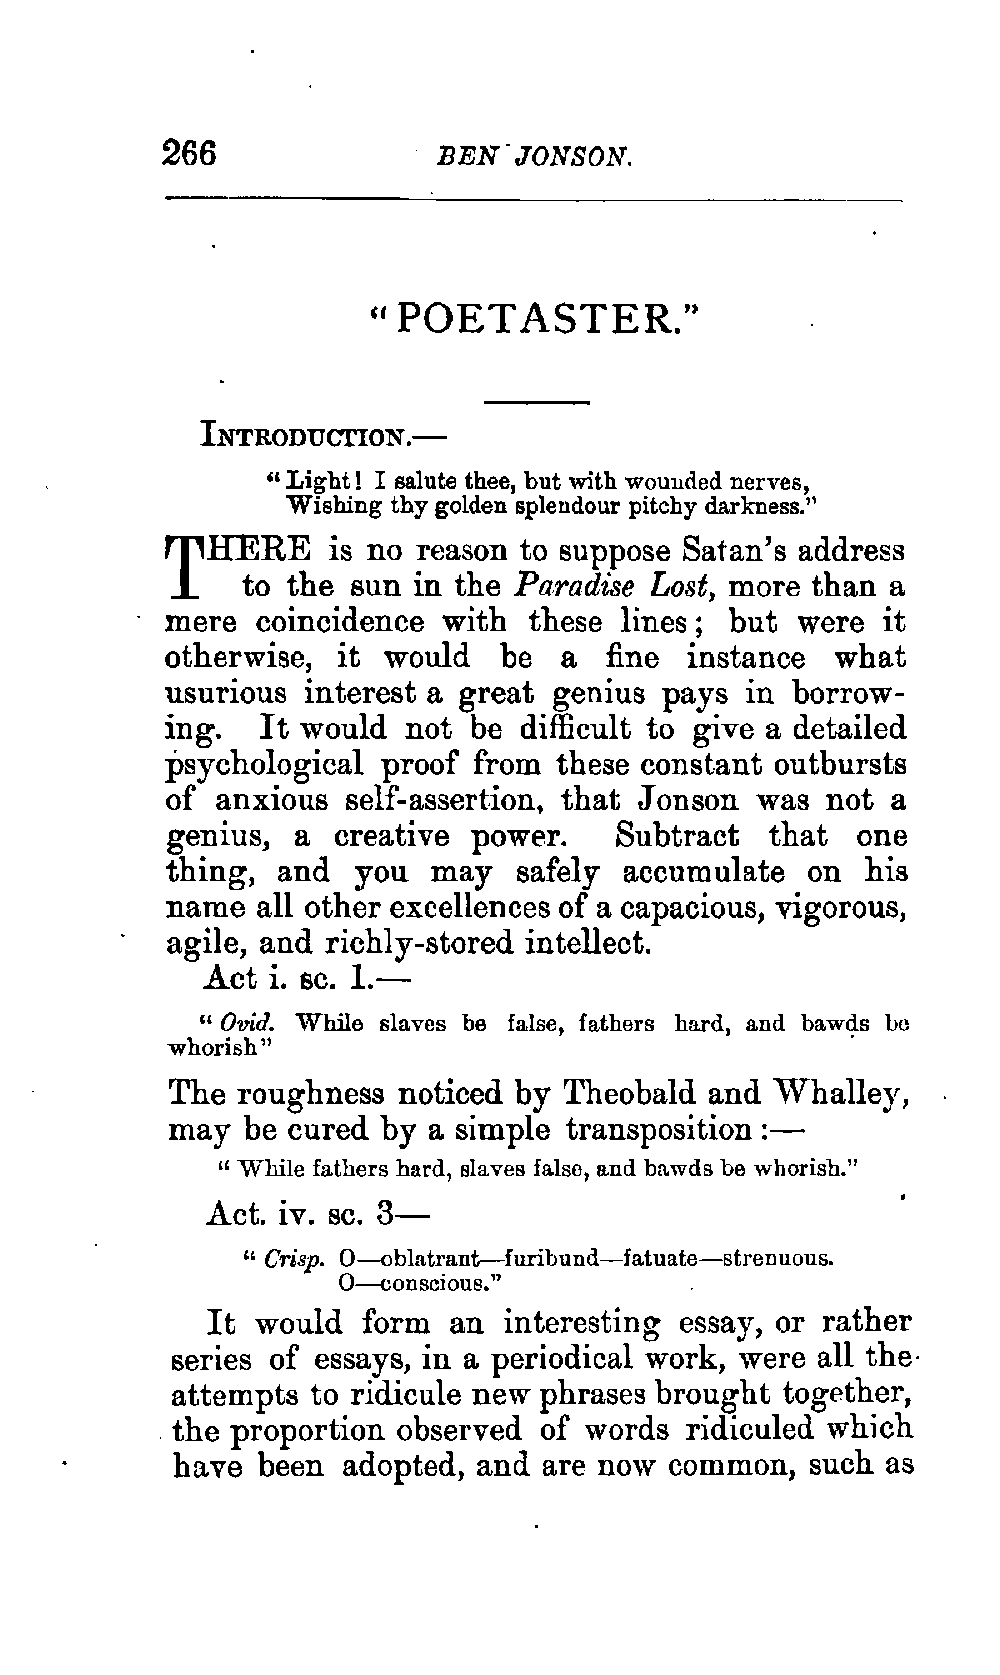 266 BEN JONSON.
"POETASTER."
INTRODUCTION.—
"Light! I salute thee, but with wounded nerves,
Wishing thy golden splendour pitchy darkness."
THERE is no reason to suppose Satan's address
to the sun in the Paradise Lost, more than a
mere coincidence with these lines; but were it
otherwise, it would be a fine instance what
usurious interest a great genius pays in borrow-
ing. It would not be difficult to give a detailed
psychological proof from these constant outbursts
of anxious self-assertion, that Jonson was not a
genius, a creative power. Subtract that one
thing, and you may safely accumulate on his
name all other excellences of a capacious, vigorous,
agile, and richly-stored intellect.
Act i. sc. 1.—
"Ovid. While slaves be false, fathers hard, and bawds be
whorish"
The roughness noticed by Theobald and Whalley,
may be cured by a simple transposition:—
"While fathers hard, slaves false, and bawds be whorish."
Act. iv. sc. 3—
"Crisp. O—oblatrant—furibund—fatuate—strenuous.
O—conscious."
It would form an interesting essay, or rather
series of essays, in a periodical work, were all the
attempts to ridicule new phrases brought together,
the proportion observed of words ridiculed which
have been adopted, and are now common, such as